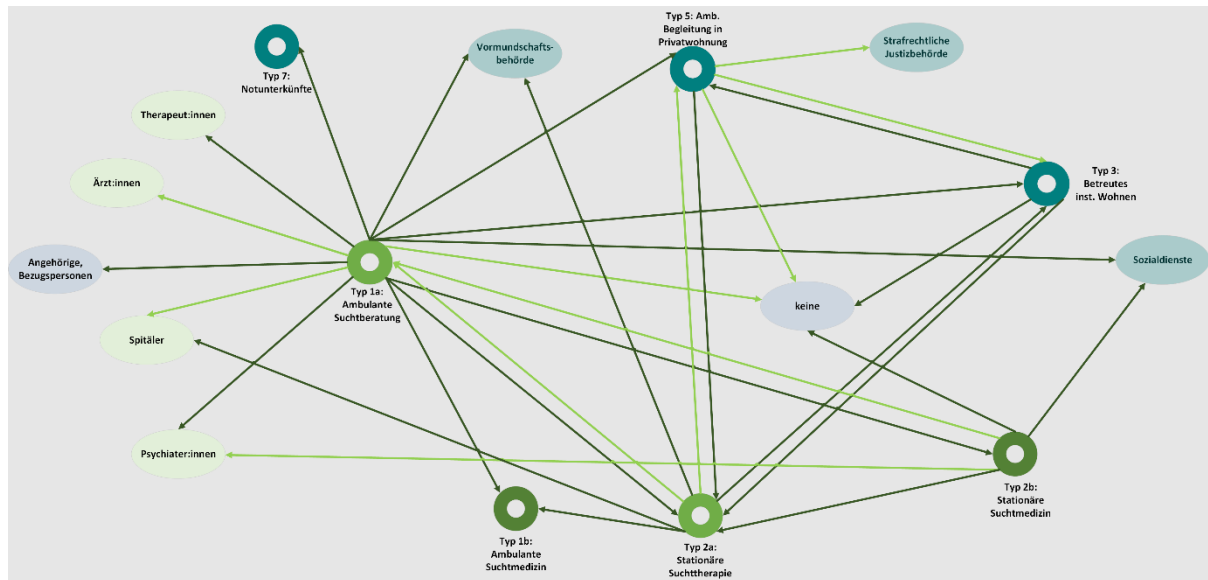 Typ 5: Amb.
Begleitung in
Privatwohnung
Vormundschafts-
behörde
Strafrechtliche
Justizbehörde
Typ 7:
Notunterkünfte
Therapeut:innen
Ärzt:innen
Typ 3:
Betreutes
inst. Wohnen
Angehörige,
Bezugspersonen
Sozialdienste
Typ 1a:
Ambulante
Suchtberatung
keine
Spitäler
Psychiater:innen
Typ 2b:
Stationäre
Suchtmedizin
Typ 1b:
Ambulante
Suchtmedizin
Typ 2a:
Stationäre
Suchttherapie